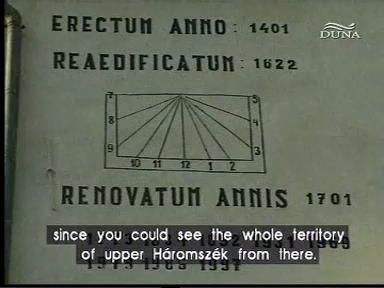 ERECTUM ANNO: 1401
DUNA
REAEDIFICATUM: 1622
7 5
8 4
9 3
10 11 12 1 2
RENOVATUM ANNIS 1701
since you could see the whole territory
of upper Háromszék from there.